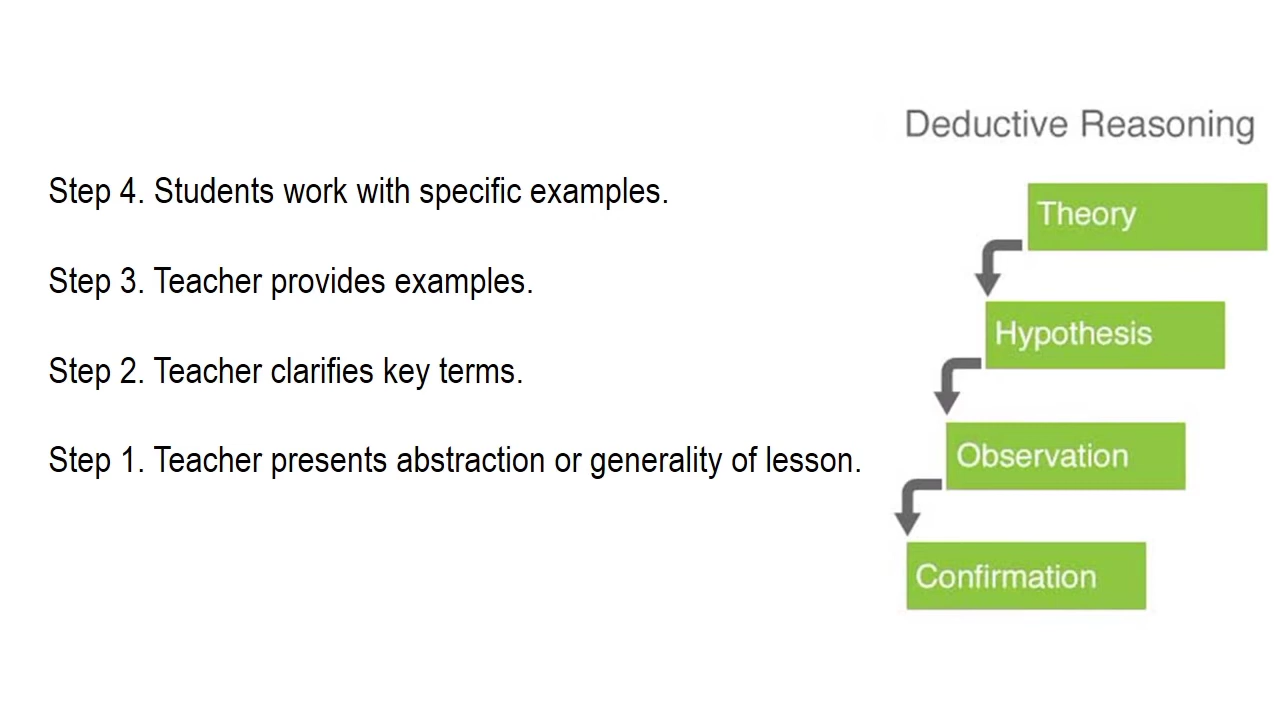 Deductive Reasoning
Step 4. Students work with specific examples.
Step 3. Teacher provides examples.
Step 2. Teacher clarifies key terms.
Step 1. Teacher presents abstraction or generality of lesson.
Theory
Hypothesis
Observation
Confirmation